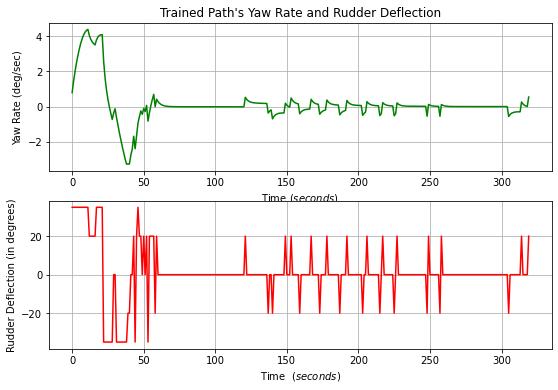 Trained Path's Yaw Rate and Rudder Deflection
Yaw Rate (deg/sec)
4
2
0
−2
0 50 100 150 200 250 300
Time (seconds)
Rudder Deflection (in degrees)
20
0
−20
0 50 100 150 200 250 300
Time (seconds)